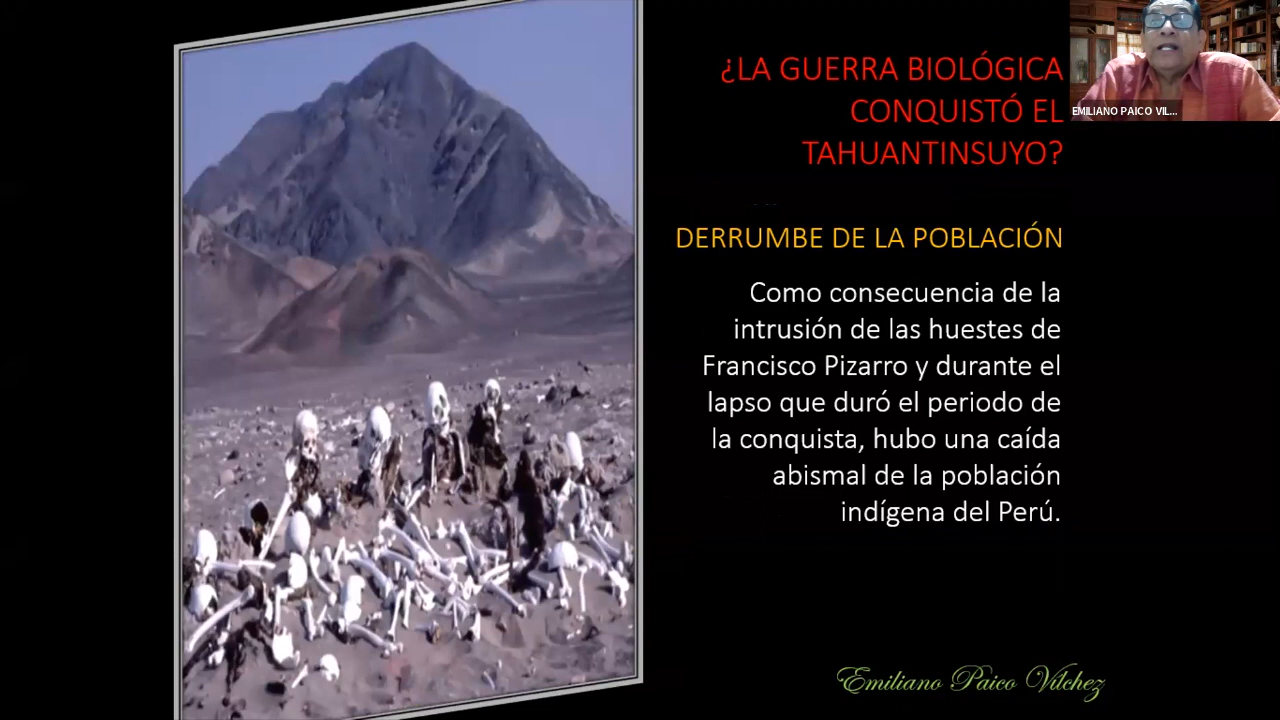 ¿LA GUERRA BIOLÓGICA
CONQUISTÓ EL
TAHUANTINSUYO?
EMILIANO PAICO VIL...
DERRUMBE DE LA POBLACIÓN
Como consecuencia de la
intrusión de las huestes de
Francisco Pizarro y durante el
lapso que duró el periodo de
la conquista, hubo una caída
abismal de la población
indígena del Perú.
Emiliano Paico Vílchez